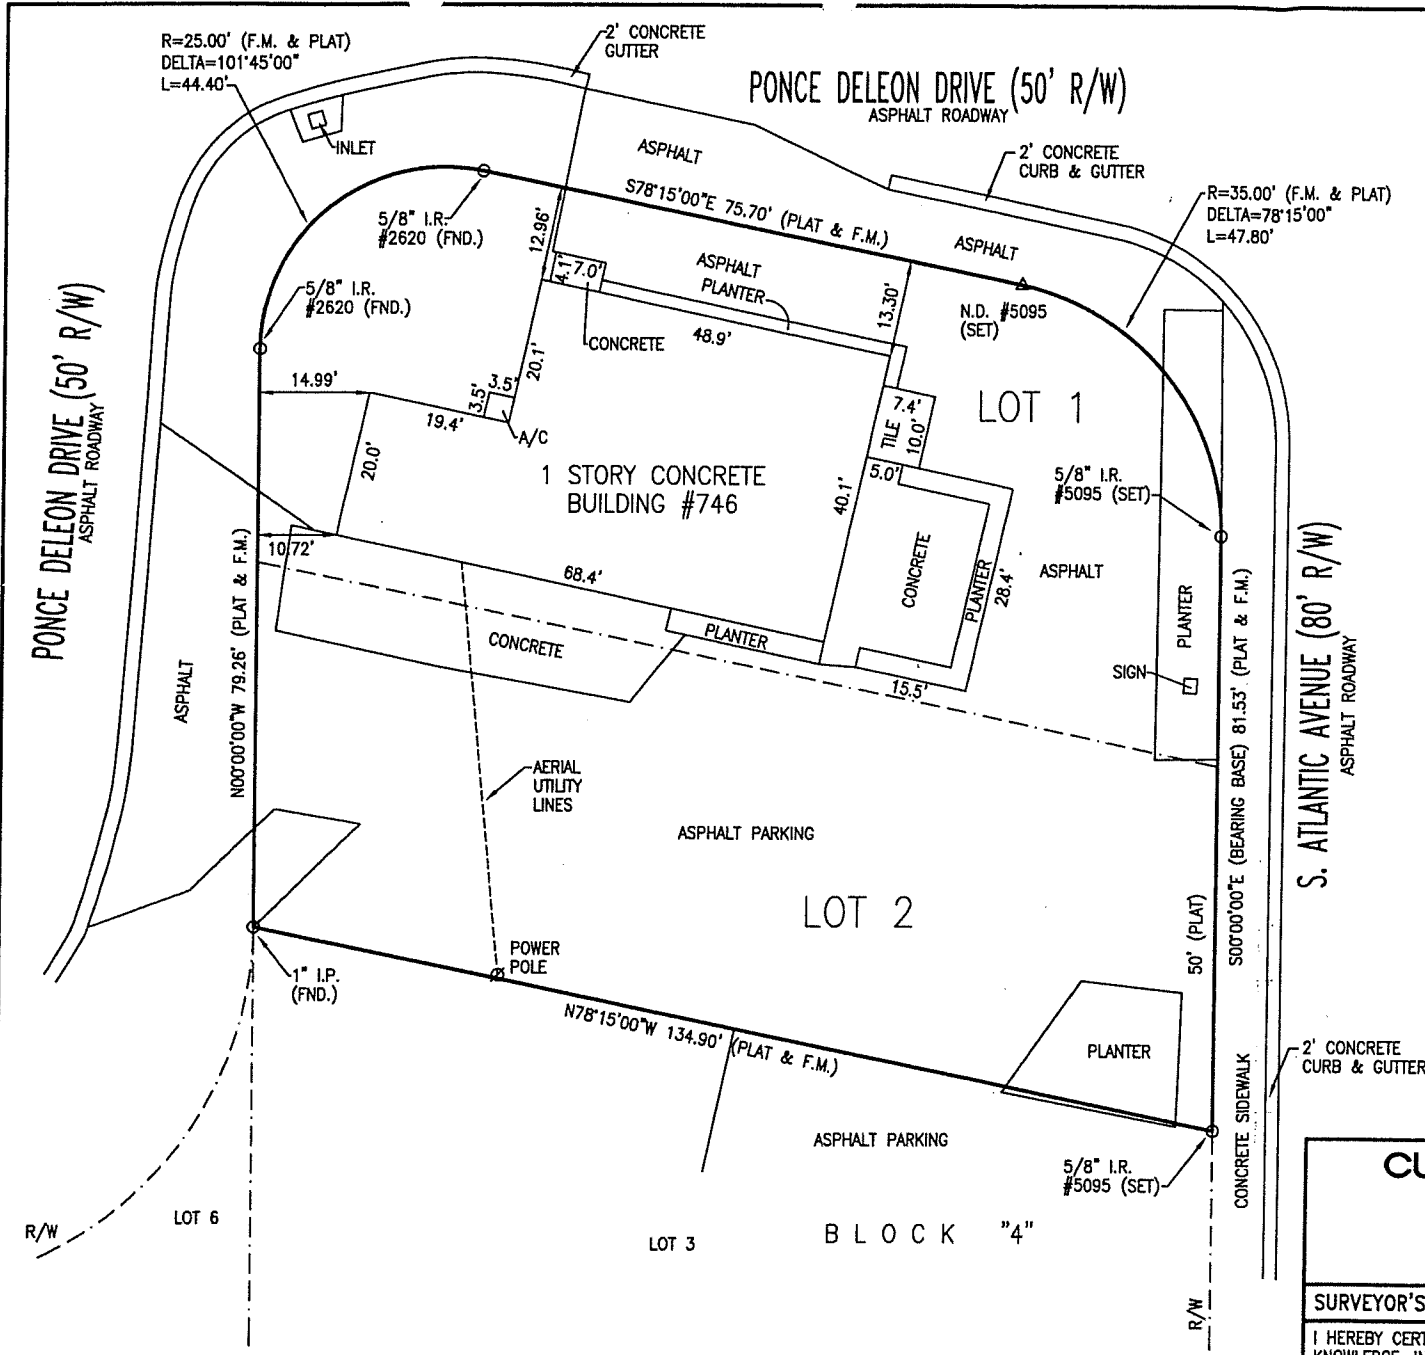 R=25.00' (F.M. & PLAT)
DELTA=101°45'00"
L=44.40'
2' CONCRETE
GUTTER
PONCE DELEON DRIVE (50' R/W)
ASPHALT ROADWAY
INLET
ASPHALT
2' CONCRETE
CURB & GUTTER
R=35.00' (F.M. & PLAT)
DELTA=78°15'00"
L=47.80'
S78°15'00"E 75.70' (PLAT & F.M.)
5/8" I.R.
#2620 (FND.)
12.96'
ASPHALT
ASPHALT
PLANTER
4.1'
7.0'
13.30'
N.D. #5095
(SET)
5/8" I.R.
#2620 (FND.)
CONCRETE
48.9'
20.1'
PONCE DELEON DRIVE (50' R/W)
ASPHALT ROADWAY
14.99'
3.5'
3.5'
19.4'
A/C
20.0'
LOT 1
7.4'
TILE
10.0'
5.0'
1 STORY CONCRETE
BUILDING #746
40.1'
5/8" I.R.
#5095 (SET)
10.72'
68.4'
CONCRETE
PLANTER
28.4'
ASPHALT
PLANTER
SIGN
S. ATLANTIC AVENUE (80' R/W)
ASPHALT ROADWAY
N00°00'00"W 79.26' (PLAT & F.M.)
ASPHALT
CONCRETE
PLANTER
15.5'
S00°00'00"E (BEARING BASE) 81.53' (PLAT & F.M.)
AERIAL
UTILITY
LINES
ASPHALT PARKING
LOT 2
50' (PLAT)
POWER
POLE
1" I.P.
(FND.)
N78°15'00"W 134.90' (PLAT & F.M.)
PLANTER
2' CONCRETE
CURB & GUTTER
CONCRETE SIDEWALK
ASPHALT PARKING
5/8" I.R.
#5095 (SET)
R/W
LOT 6
LOT 3
BLOCK "4"
R/W
CU
SURVEYOR'S
I HEREBY CERT